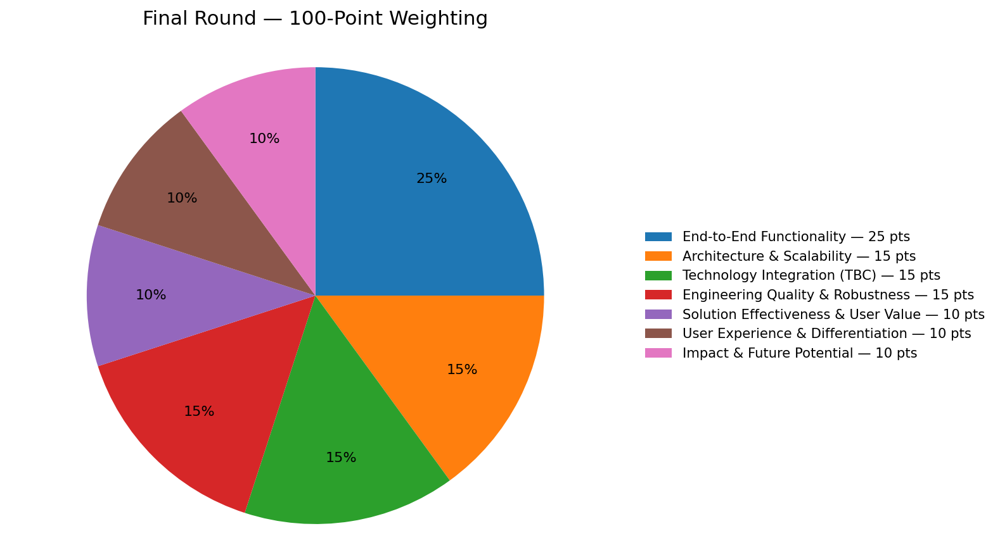 Final Round — 100-Point Weighting
10%
25%
10%
10%
15%
15%
15%
End-to-End Functionality — 25 pts
Architecture & Scalability — 15 pts
Technology Integration (TBC) — 15 pts
Engineering Quality & Robustness — 15 pts
Solution Effectiveness & User Value — 10 pts
User Experience & Differentiation — 10 pts
Impact & Future Potential — 10 pts